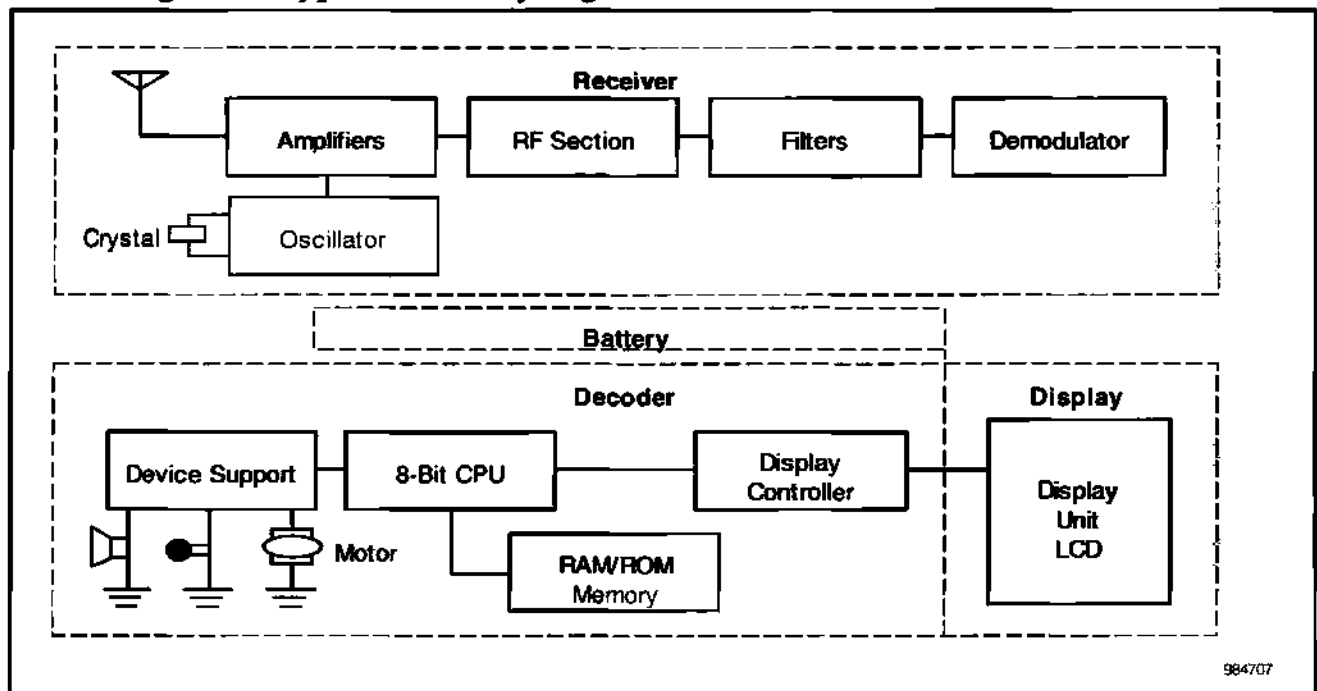 Receiver
Amplifiers
RF Section
Filters
Demodulator
Crystal
Oscillator
Battery
Decoder
Display
Device Support
8-Bit CPU
Display
Controller
Display
Unit
LCD
Motor
RAM/ROM
Memory
984707